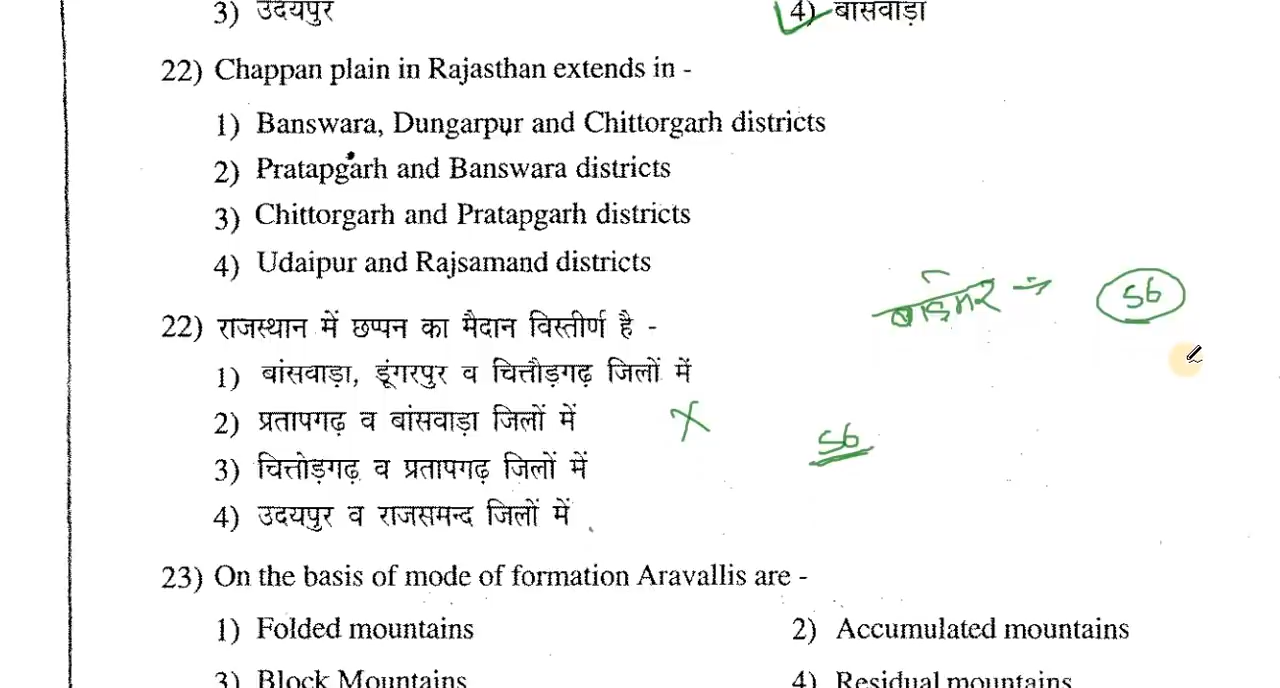 3) उदयपुर 4) बांसवाड़ा
22) Chappan plain in Rajasthan extends in -
1) Banswara, Dungarpur and Chittorgarh districts
2) Pratapgarh and Banswara districts
3) Chittorgarh and Pratapgarh districts
4) Udaipur and Rajsamand districts
बाड़मेर → 56
22) राजस्थान में छप्पन का मैदान विस्तीर्ण है -
1) बांसवाड़ा, डूंगरपुर व चित्तौड़गढ़ जिलों में
2) प्रतापगढ़ व बांसवाड़ा जिलों में
56
3) चित्तोड़गढ़ व प्रतापगढ़ जिलों में
4) उदयपुर व राजसमन्द जिलों में
23) On the basis of mode of formation Aravallis are -
1) Folded mountains 2) Accumulated mountains
3) Block Mountains 4) Residual mountains